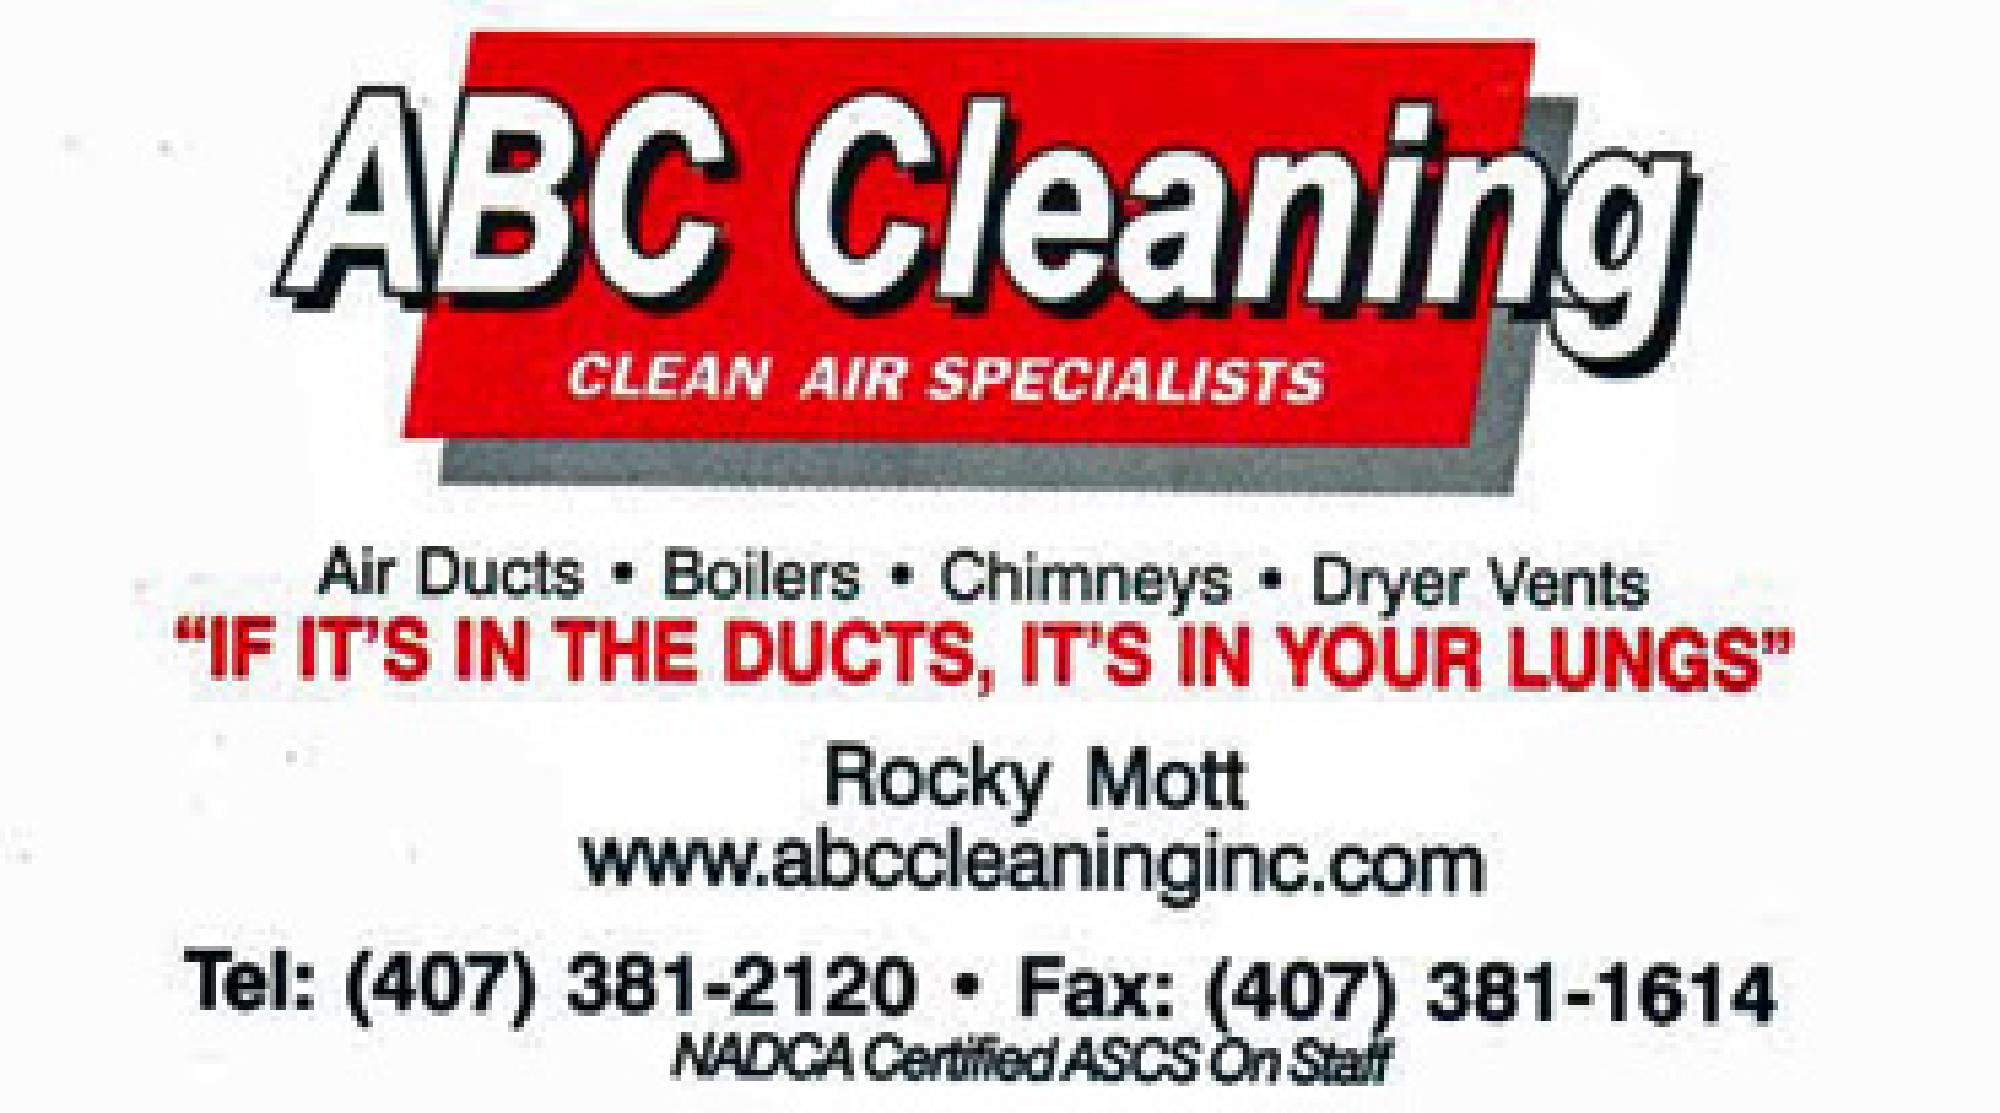 ABC Cleaning
CLEAN AIR SPECIALISTS
Air Ducts • Boilers • Chimneys • Dryer Vents
“IF IT’S IN THE DUCTS, IT’S IN YOUR LUNGS”
Rocky Mott
www.abccleaninginc.com
Tel: (407) 381-2120 • Fax: (407) 381-1614
NADCA Certified ASCS On Staff